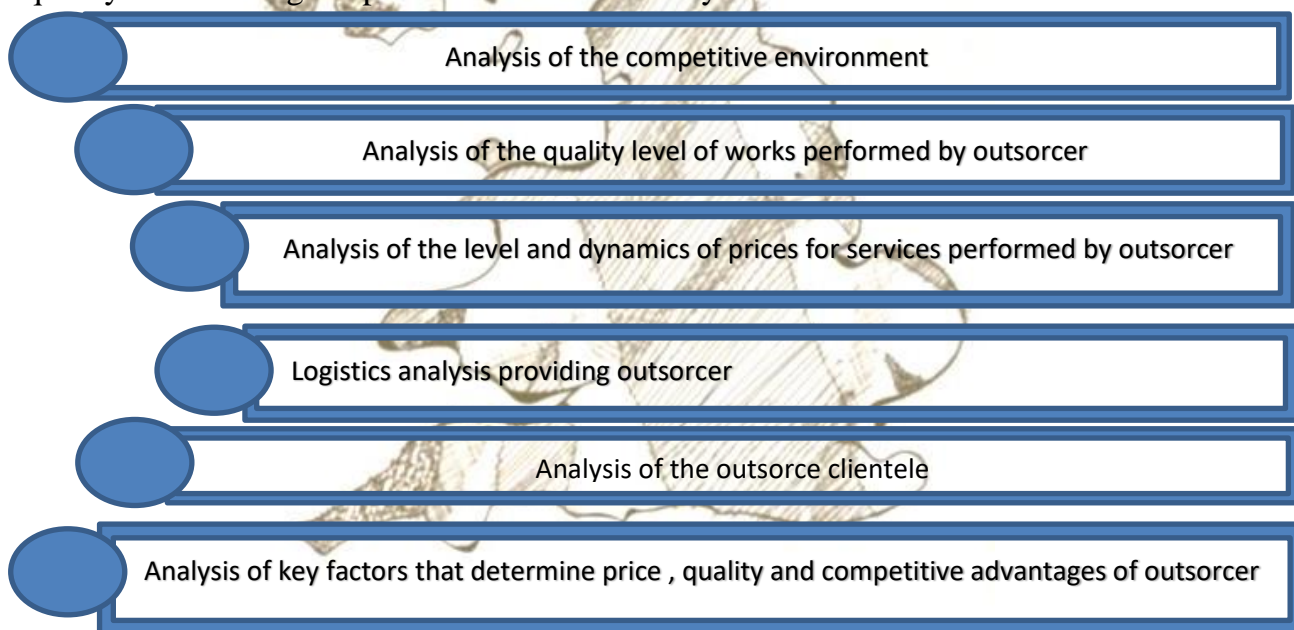 Analysis of the competitive environment
Analysis of the quality level of works performed by outsorcer
Analysis of the level and dynamics of prices for services performed by outsorcer
Logistics analysis providing outsorcer
Analysis of the outsorce clientele
Analysis of key factors that determine price , quality and competitive advantages of outsorcer